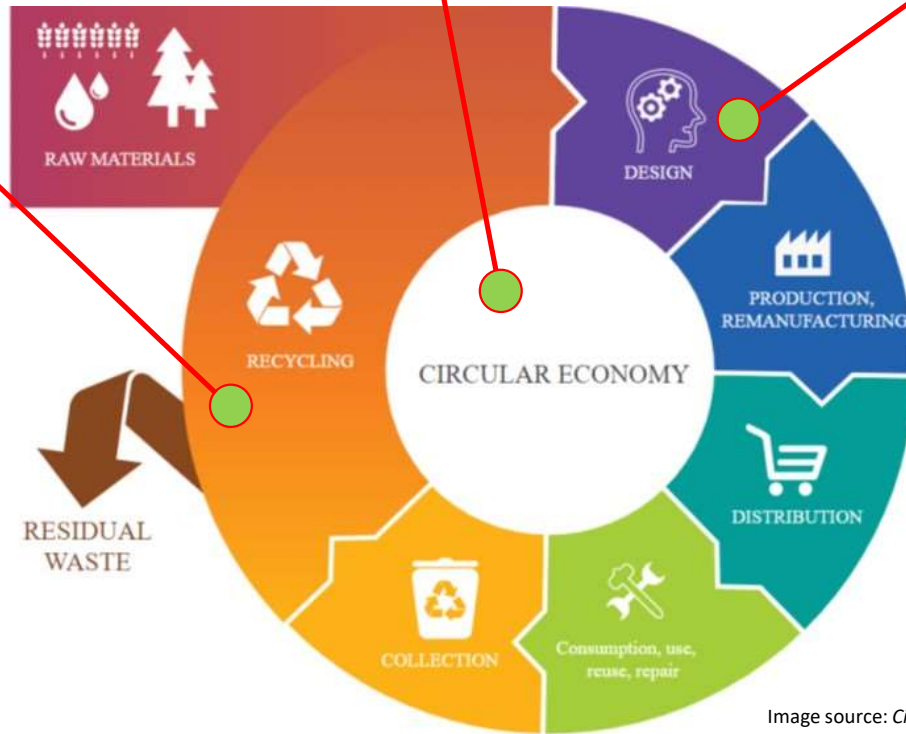 RAW MATERIALS
DESIGN
PRODUCTION,
REMANUFACTURING
RECYCLING
CIRCULAR ECONOMY
DISTRIBUTION
RESIDUAL
WASTE
COLLECTION
Consumption, use,
reuse, repair
Image source: